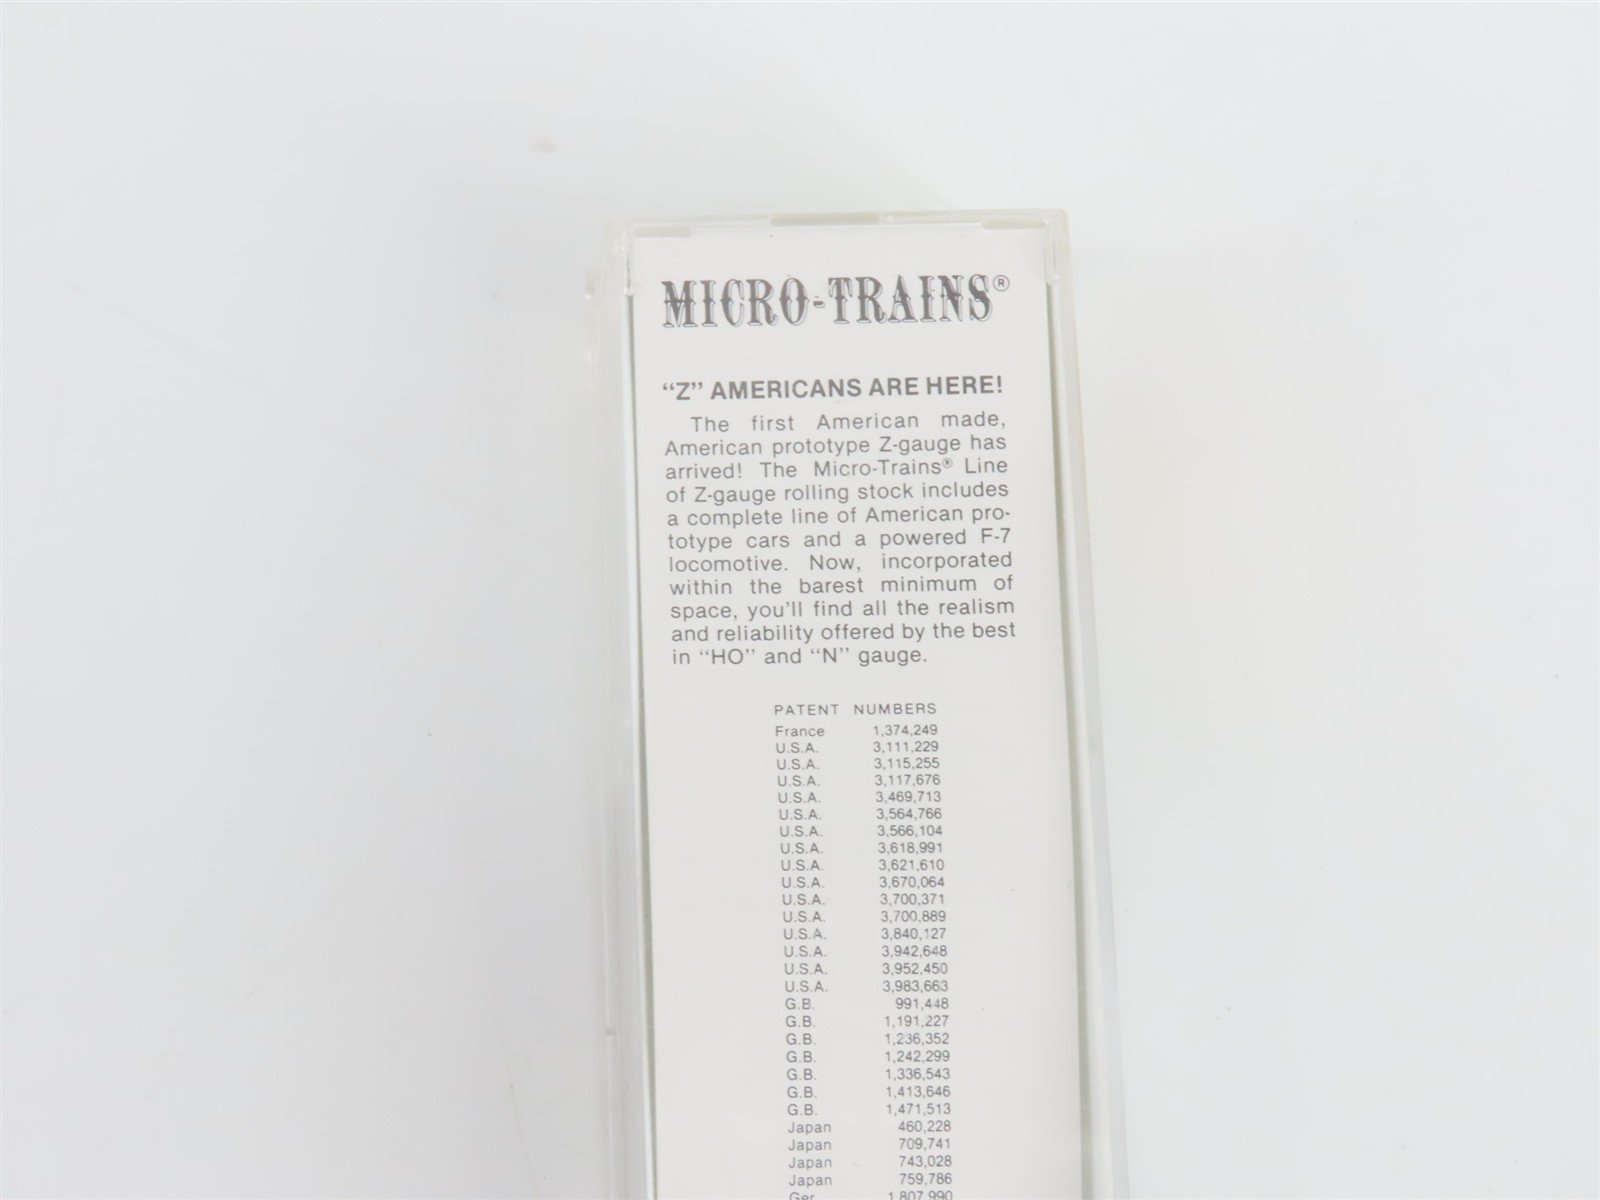 MICRO-TRAINS®
"Z" AMERICANS ARE HERE!
The first American made,
American prototype Z-gauge has
arrived! The Micro-Trains® Line
of Z-gauge rolling stock includes
a complete line of American pro-
totype cars and a powered F-7
locomotive. Now, incorporated
within the barest minimum of
space, you'll find all the realism
and reliability offered by the best
in "HO" and "N" gauge.
PATENT NUMBERS
France 1,374,249
U.S.A. 3,111,229
U.S.A. 3,115,255
U.S.A. 3,117,676
U.S.A. 3,469,713
U.S.A. 3,564,766
U.S.A. 3,566,104
U.S.A. 3,618,991
U.S.A. 3,621,610
U.S.A. 3,670,064
U.S.A. 3,700,371
U.S.A. 3,700,889
U.S.A. 3,840,127
U.S.A. 3,942,648
U.S.A. 3,952,450
U.S.A. 3,983,663
G.B. 991,448
G.B. 1,191,227
G.B. 1,236,352
G.B. 1,242,299
G.B. 1,336,543
G.B. 1,413,646
G.B. 1,471,513
Japan 460,228
Japan 709,741
Japan 743,028
Japan 759,786
Ger. 1,807,990